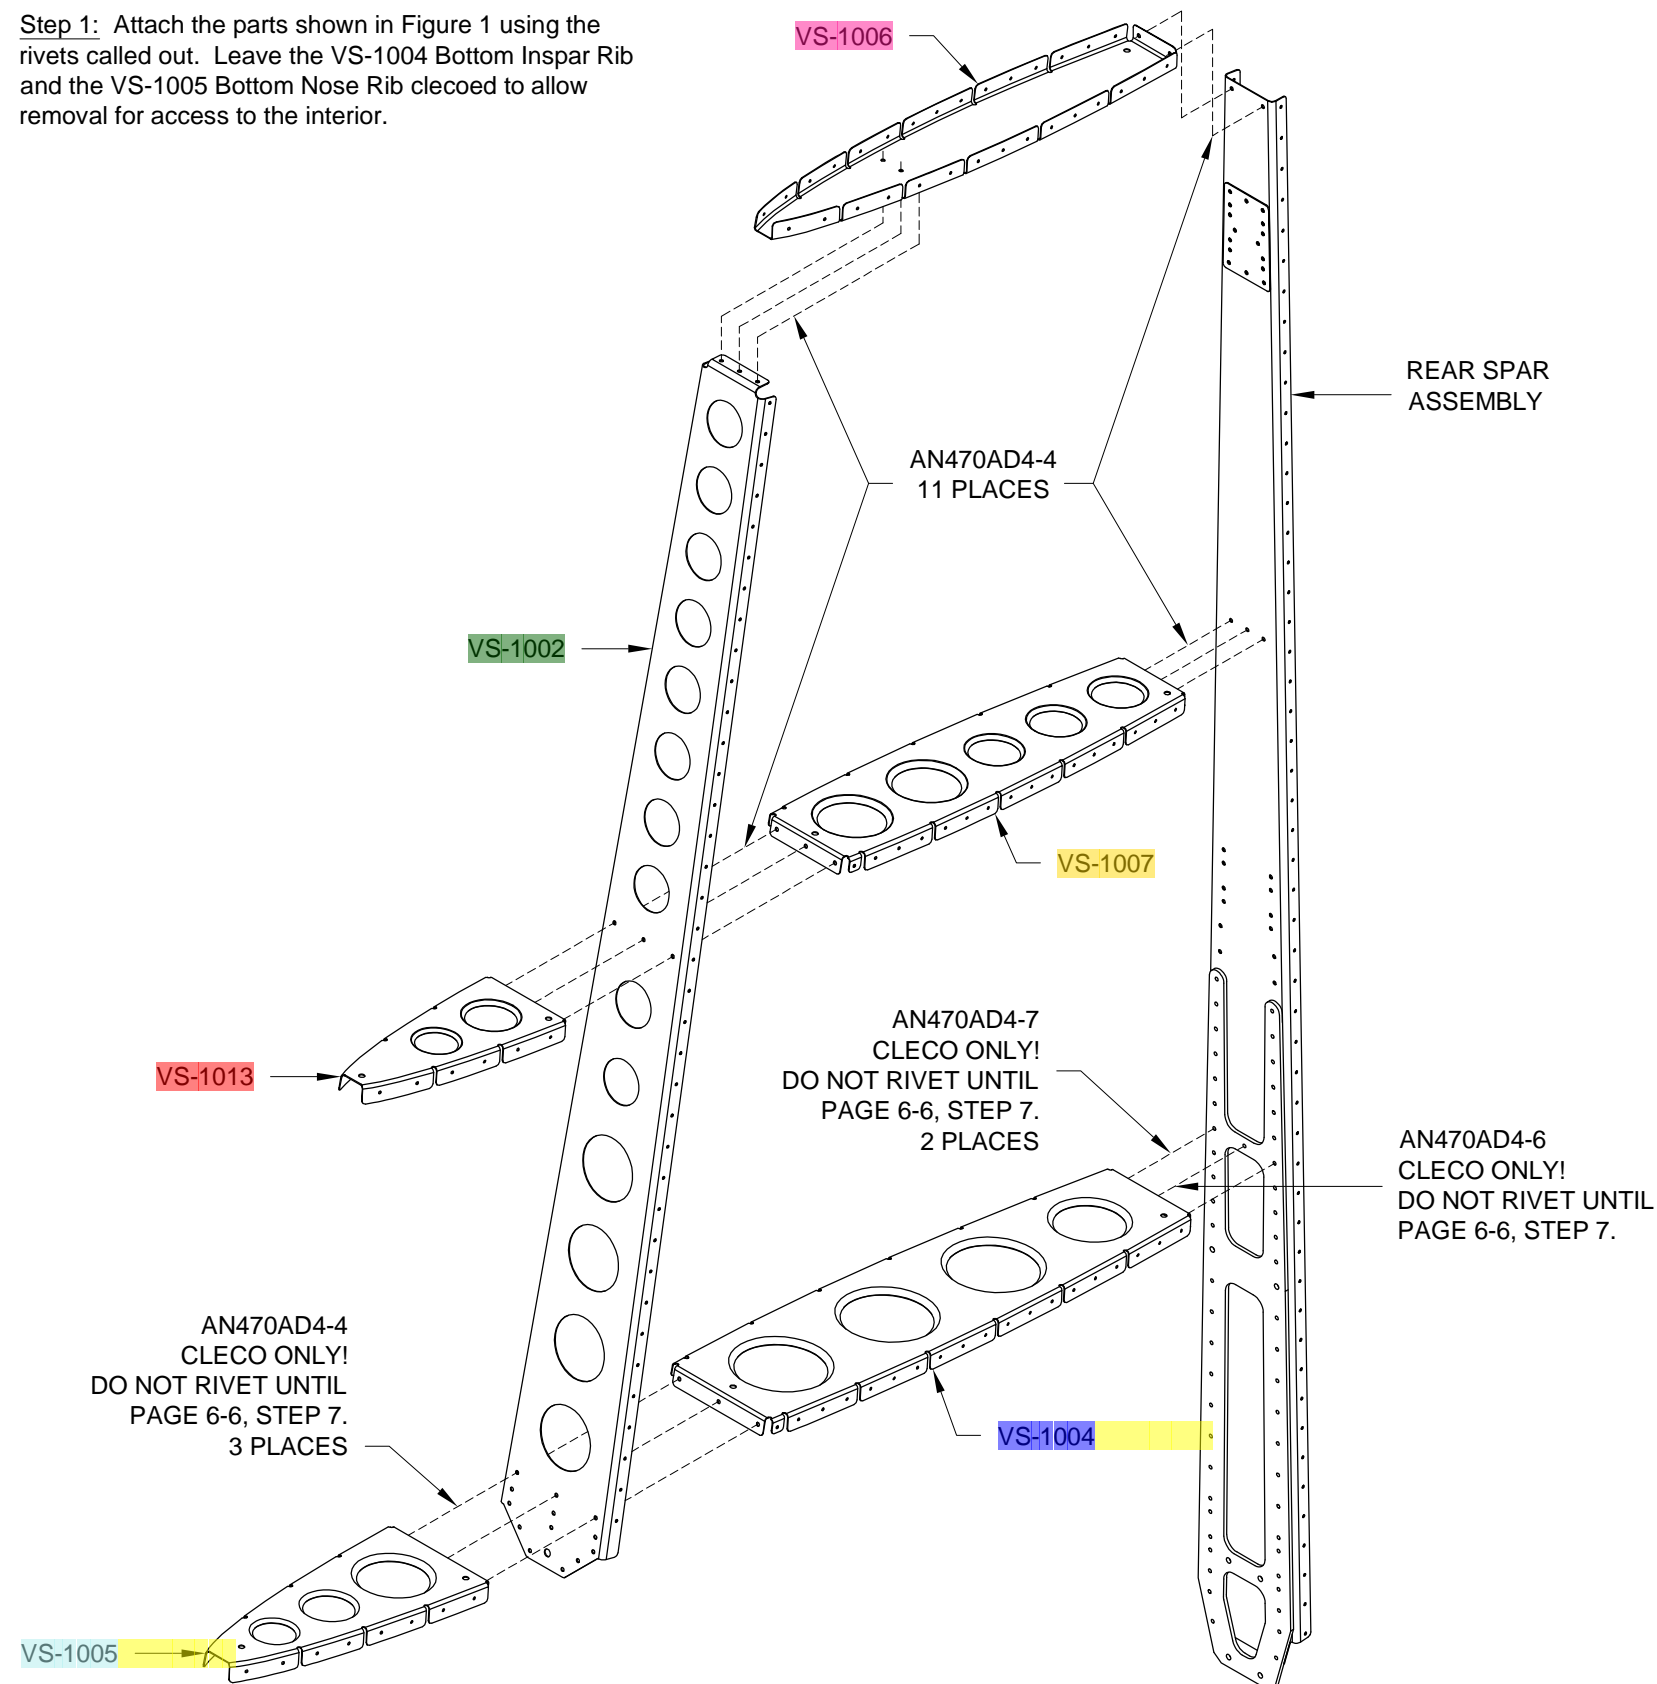 Step 1: Attach the parts shown in Figure 1 using the
rivets called out. Leave the VS-1004 Bottom Inspar Rib
and the VS-1005 Bottom Nose Rib clecoed to allow
removal for access to the interior.
VS-1006
REAR SPAR
ASSEMBLY
AN470AD4-4
11 PLACES
VS-1002
VS-1007
VS-1013
AN470AD4-7
CLECO ONLY!
DO NOT RIVET UNTIL
PAGE 6-6, STEP 7.
2 PLACES
AN470AD4-6
CLECO ONLY!
DO NOT RIVET UNTIL
PAGE 6-6, STEP 7.
AN470AD4-4
CLECO ONLY!
DO NOT RIVET UNTIL
PAGE 6-6, STEP 7.
3 PLACES
VS-1004
VS-1005